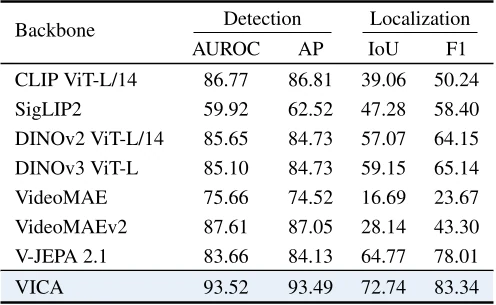 Backbone Detection Localization
AUROC AP IoU F1
CLIP ViT-L/14 86.77 86.81 39.06 50.24
SigLIP2 59.92 62.52 47.28 58.40
DINOv2 ViT-L/14 85.65 84.73 57.07 64.15
DINOv3 ViT-L 85.10 84.73 59.15 65.14
VideoMAE 75.66 74.52 16.69 23.67
VideoMAEv2 87.61 87.05 28.14 43.30
V-JEPA 2.1 83.66 84.13 64.77 78.01
VICA 93.52 93.49 72.74 83.34